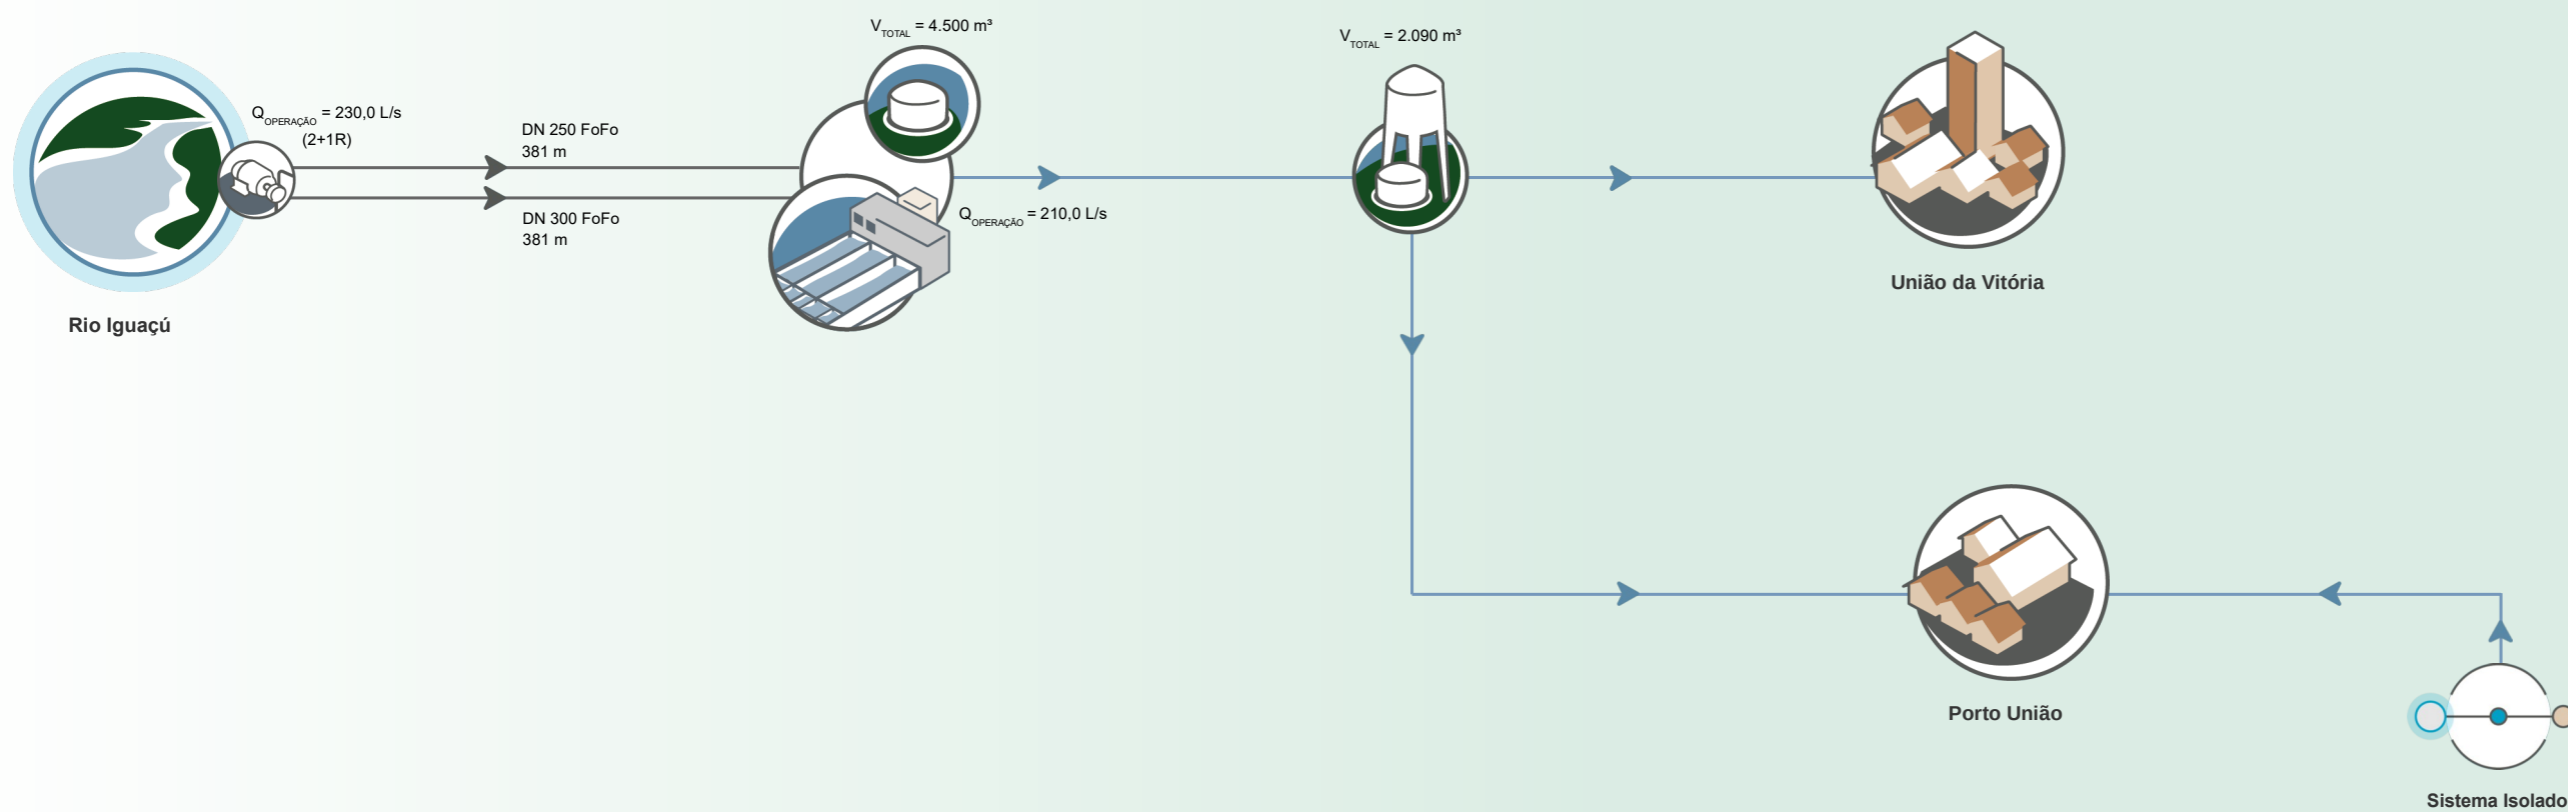 V_TOTAL = 4.500 m³
V_TOTAL = 2.090 m³
Q_OPERAÇÃO = 230,0 L/s
(2+1R)
DN 250 FoFo
381 m
DN 300 FoFo
381 m
Q_OPERAÇÃO = 210,0 L/s
União da Vitória
Rio Iguaçú
Porto União
Sistema Isolado